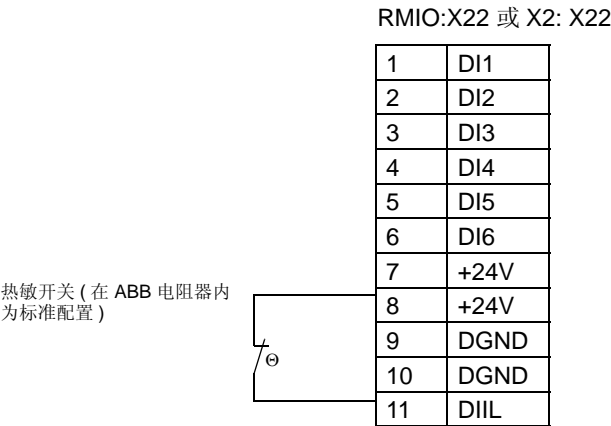 RMIO:X22 或 X2: X22
1 DI1
2 DI2
3 DI3
4 DI4
5 DI5
6 DI6
7 +24V
8 +24V
9 DGND
10 DGND
11 DIIL
热敏开关 ( 在 ABB 电阻器内
为标准配置 )
Θ